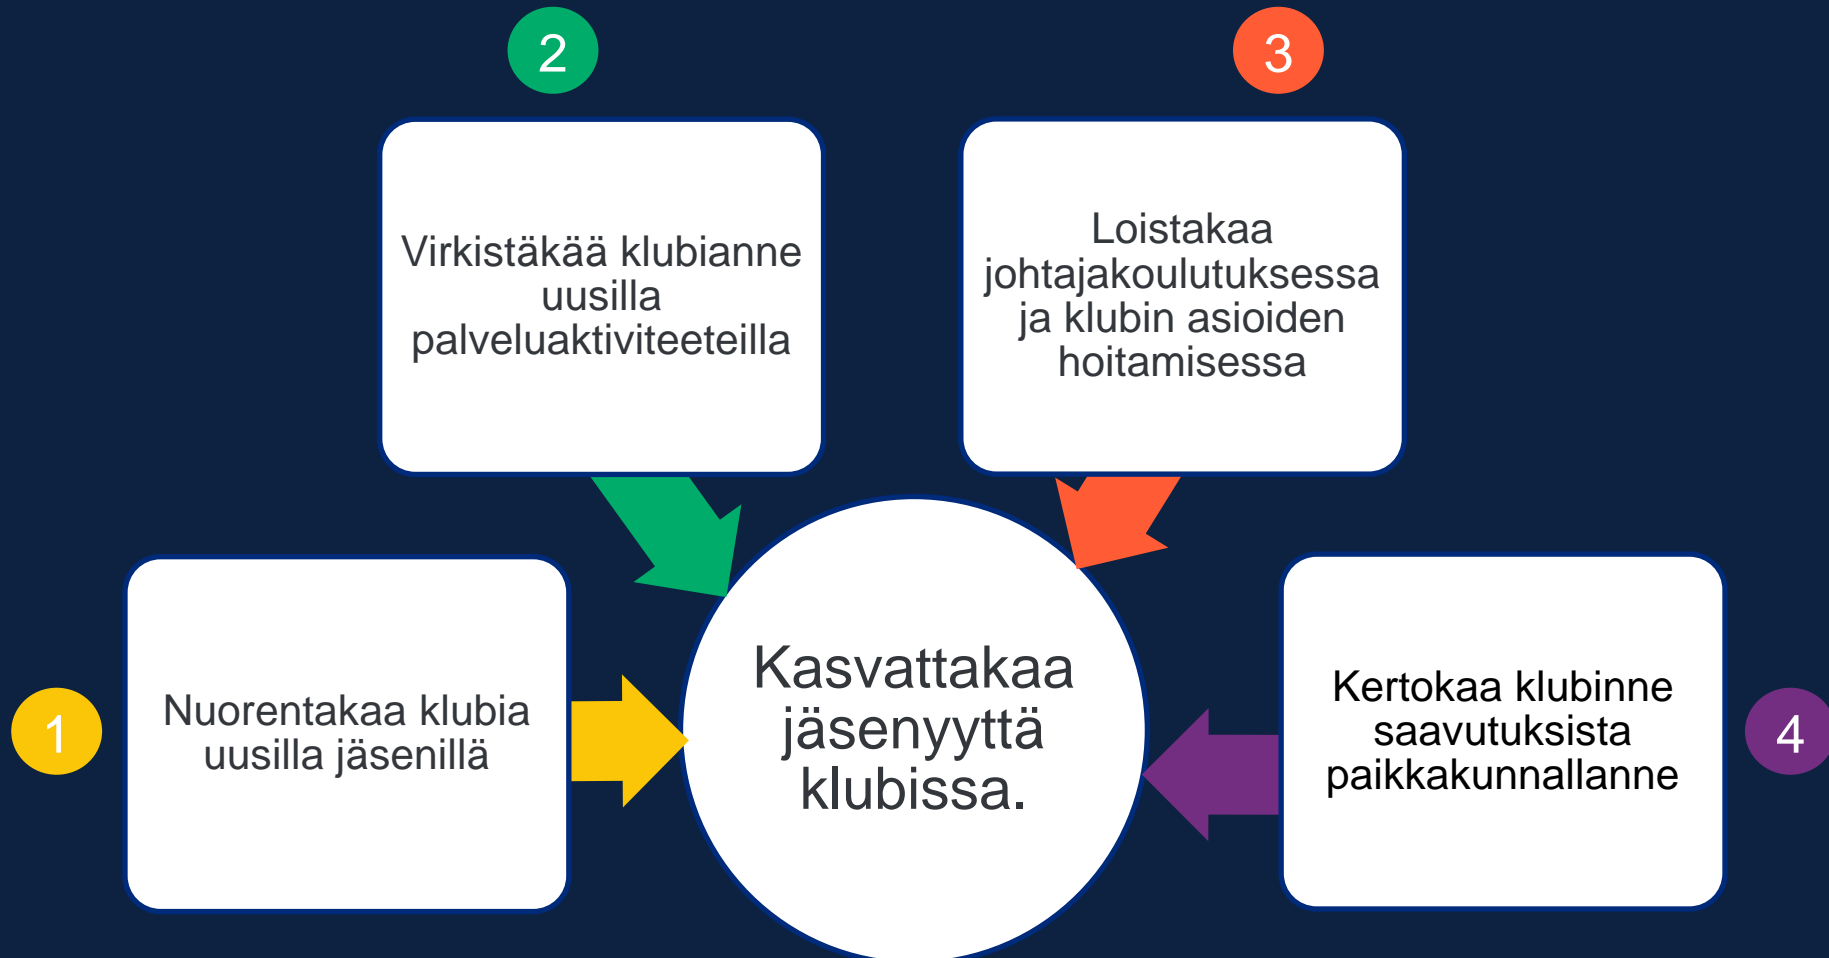 1
Nuorentakaa klubia
uusilla jäsenillä
2
Virkistäkää klubianne
uusilla
palveluaktiviteeteilla
3
Loistakaa
johtajakoulutuksessa
ja klubin asioiden
hoitamisessa
4
Kertokaa klubinne
saavutuksista
paikkakunnallanne
Kasvattakaa
jäsenyyttä
klubissa.